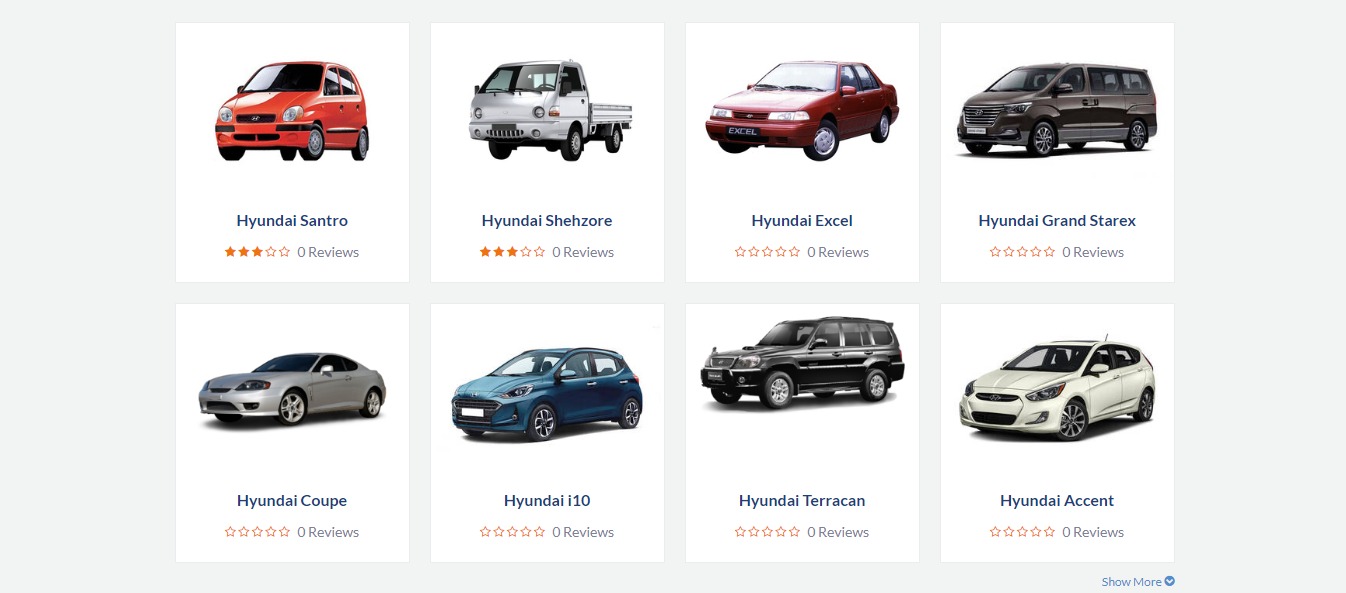 EXCEL
Hyundai Santro
Hyundai Shehzore
Hyundai Excel
Hyundai Grand Starex
0 Reviews
0 Reviews
0 Reviews
0 Reviews
Hyundai Coupe
Hyundai i10
Hyundai Terracan
Hyundai Accent
0 Reviews
0 Reviews
0 Reviews
0 Reviews
Show More